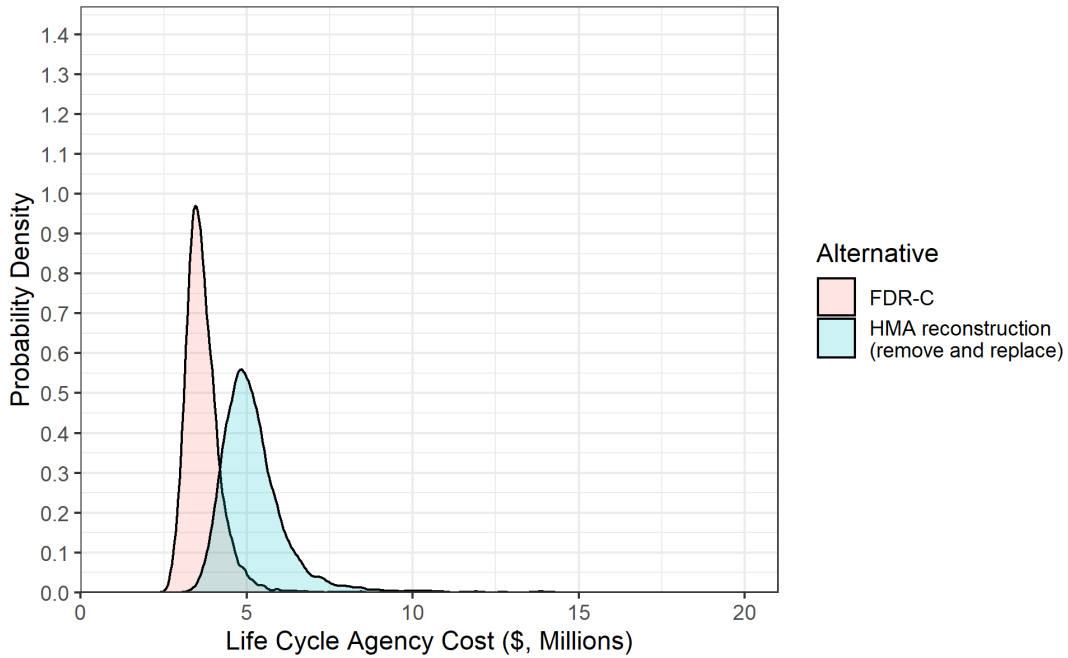 1.4
1.3
1.2
1.1
1.0
0.9
0.8
0.7
0.6
0.5
0.4
0.3
0.2
0.1
0.0
Probability Density
0 5 10 15 20
Life Cycle Agency Cost ($, Millions)
Alternative
FDR-C
HMA reconstruction
(remove and replace)